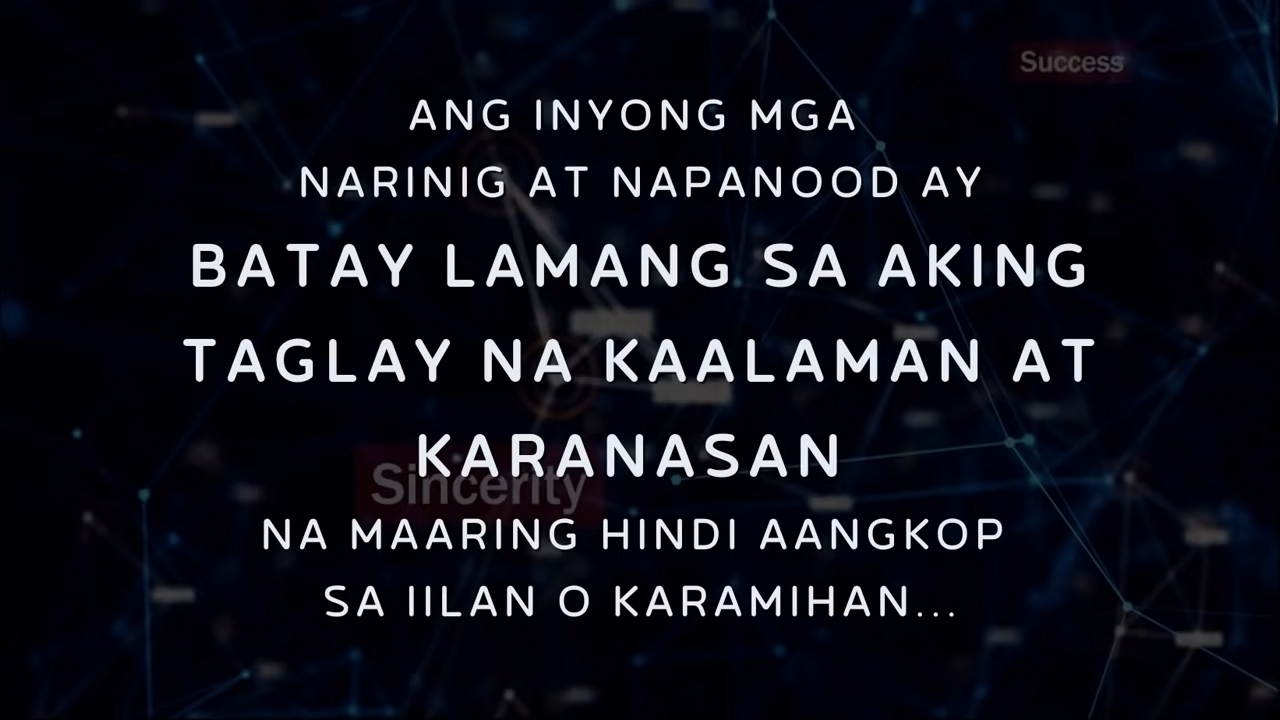 Success
ANG INYONG MGA
NARINIG AT NAPANOOD AY
BATAY LAMANG SA AKING
TAGLAY NA KAALAMAN AT
KARANASAN
Sincerity
NA MAARING HINDI AANGKOP
SA IILAN O KARAMIHAN...